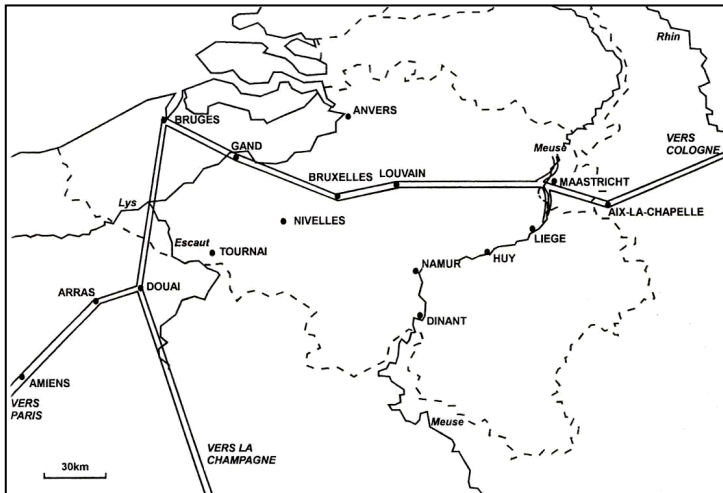 Rhin
ANVERS
BRUGES
VERS
COLOGNE
GAND
Meuse
BRUXELLES
LOUVAIN
MAASTRICHT
Lys
AIX-LA-CHAPELLE
NIVELLES
LIEGE
Escaut
TOURNAI
HUY
NAMUR
ARRAS
DOUAI
DINANT
AMIENS
VERS
PARIS
Meuse
VERS LA
CHAMPAGNE
30km